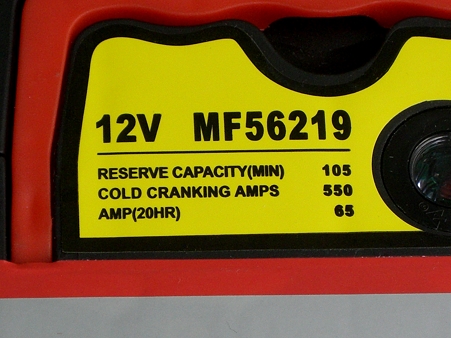 12V MF56219
RESERVE CAPACITY(MIN) 105
COLD CRANKING AMPS 550
AMP(20HR) 65